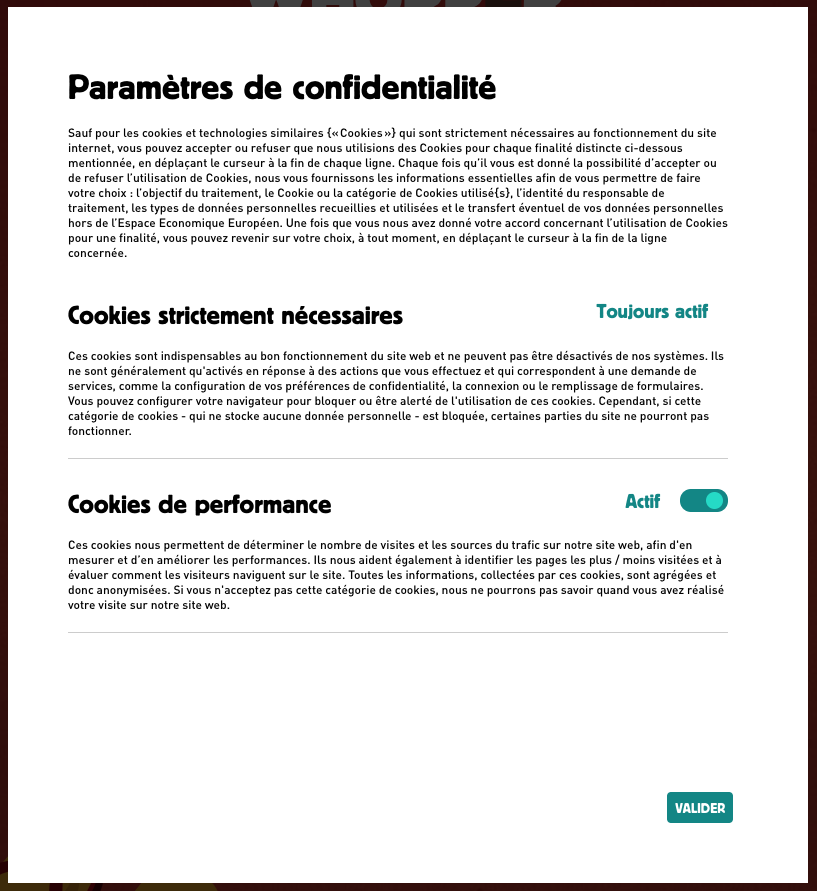 Paramètres de confidentialité
Sauf pour les cookies et technologies similaires {« Cookies »} qui sont strictement nécessaires au fonctionnement du site
internet, vous pouvez accepter ou refuser que nous utilisions des Cookies pour chaque finalité distincte ci-dessous
mentionnée, en déplaçant le curseur à la fin de chaque ligne. Chaque fois qu'il vous est donné la possibilité d'accepter ou
de refuser l'utilisation de Cookies, nous vous fournissons les informations essentielles afin de vous permettre de faire
votre choix : l'objectif du traitement, le Cookie ou la catégorie de Cookies utilisé{s}, l'identité du responsable de
traitement, les types de données personnelles recueillies et utilisées et le transfert éventuel de vos données personnelles
hors de l'Espace Economique Européen. Une fois que vous nous avez donné votre accord concernant l'utilisation de Cookies
pour une finalité, vous pouvez revenir sur votre choix, à tout moment, en déplaçant le curseur à la fin de la ligne
concernée.
Cookies strictement nécessaires
Toujours actif
Ces cookies sont indispensables au bon fonctionnement du site web et ne peuvent pas être désactivés de nos systèmes. Ils
ne sont généralement qu'activés en réponse à des actions que vous effectuez et qui correspondent à une demande de
services, comme la configuration de vos préférences de confidentialité, la connexion ou le remplissage de formulaires.
Vous pouvez configurer votre navigateur pour bloquer ou être alerté de l'utilisation de ces cookies. Cependant, si cette
catégorie de cookies - qui ne stocke aucune donnée personnelle - est bloquée, certaines parties du site ne pourront pas
fonctionner.
Cookies de performance
Actif
Ces cookies nous permettent de déterminer le nombre de visites et les sources du trafic sur notre site web, afin d'en
mesurer et d'en améliorer les performances. Ils nous aident également à identifier les pages les plus / moins visitées et à
évaluer comment les visiteurs naviguent sur le site. Toutes les informations, collectées par ces cookies, sont agrégées et
donc anonymisées. Si vous n'acceptez pas cette catégorie de cookies, nous ne pourrons pas savoir quand vous avez réalisé
votre visite sur notre site web.
VALIDER